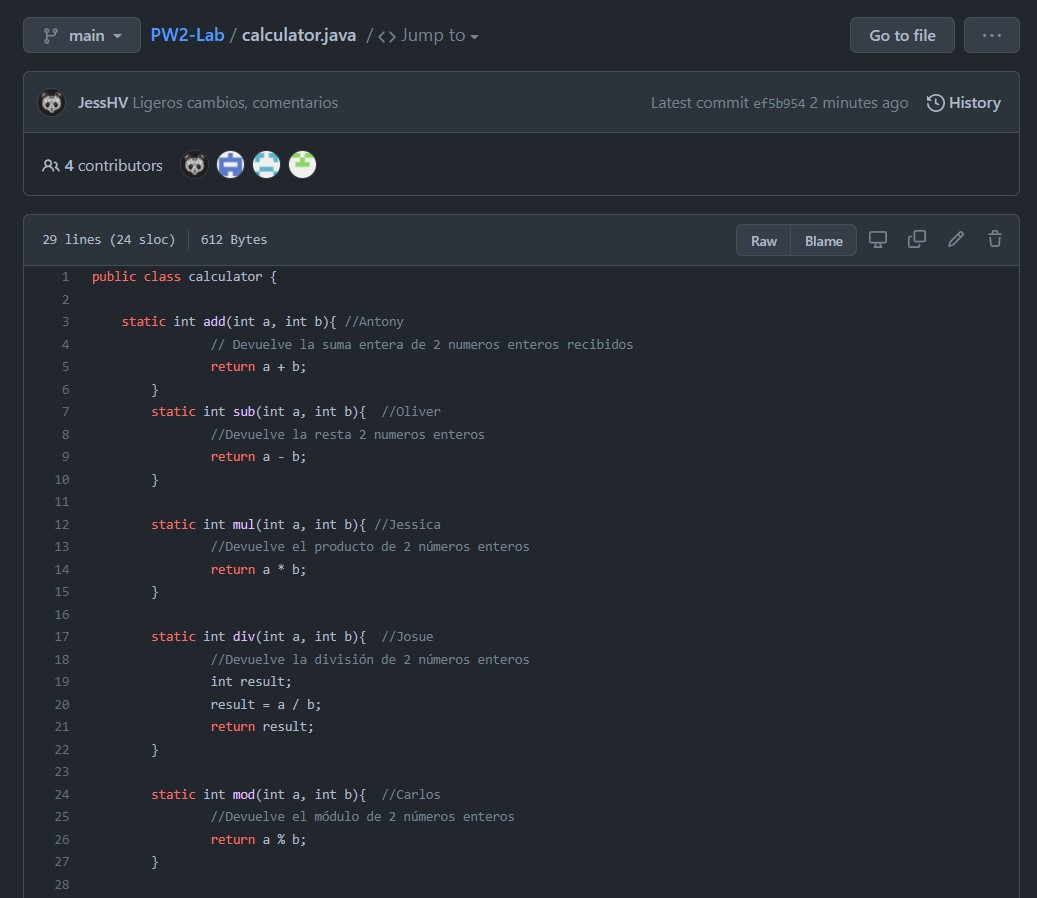 main
PW2-Lab / calculator.java / <> Jump to
Go to file
...
JessHV Ligeros cambios, comentarios
Latest commit ef5b954 2 minutes ago
History
4 contributors
29 lines (24 sloc) 612 Bytes
Raw
Blame
1 public class calculator {
2
3 static int add(int a, int b){ //Antony
4 // Devuelve la suma entera de 2 numeros enteros recibidos
5 return a + b;
6 }
7 static int sub(int a, int b){ //Oliver
8 //Devuelve la resta 2 numeros enteros
9 return a - b;
10 }
11
12 static int mul(int a, int b){ //Jessica
13 //Devuelve el producto de 2 números enteros
14 return a * b;
15 }
16
17 static int div(int a, int b){ //Josue
18 //Devuelve la división de 2 números enteros
19 int result;
20 result = a / b;
21 return result;
22 }
23
24 static int mod(int a, int b){ //Carlos
25 //Devuelve el módulo de 2 números enteros
26 return a % b;
27 }
28